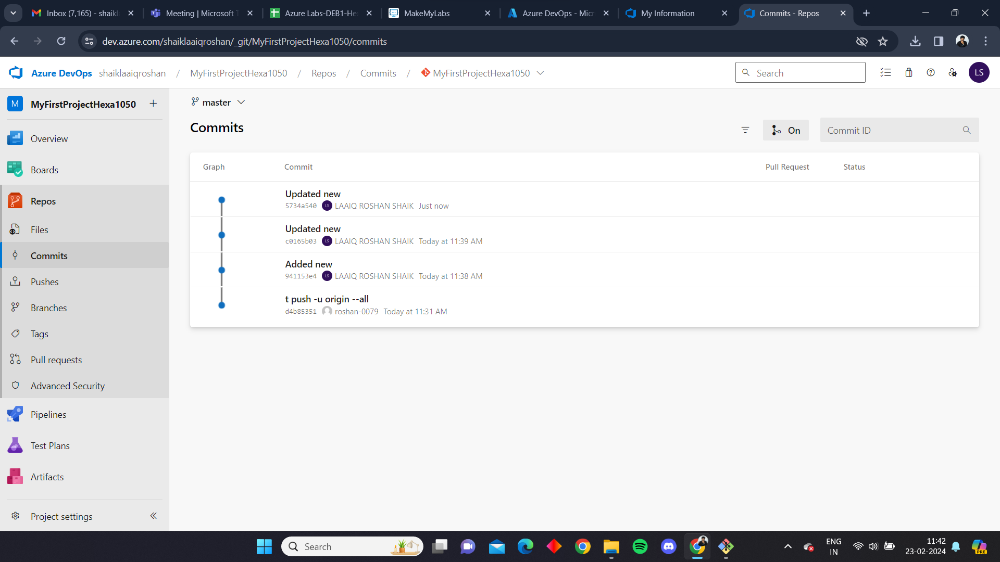 Inbox (7,165) - shaikl
Meeting | Microsoft T
Azure Labs-DEB1-Hex
MakeMyLabs
Azure DevOps - Micr
My Information
Commits - Repos
dev.azure.com/shaiklaaiqroshan/_git/MyFirstProjectHexa1050/commits
Azure DevOps shaiklaaiqroshan / MyFirstProjectHexa1050 / Repos / Commits / MyFirstProjectHexa1050
Search
LS
M MyFirstProjectHexa1050 +
Overview
Boards
Repos
Files
Commits
Pushes
Branches
Tags
Pull requests
Advanced Security
Pipelines
Test Plans
Artifacts
Project settings
master
Commits
On
Commit ID
Graph Commit Pull Request Status
Updated new
5734a540 LS LAAIQ ROSHAN SHAIK Just now
Updated new
c0165b03 LS LAAIQ ROSHAN SHAIK Today at 11:39 AM
Added new
941153e4 LS LAAIQ ROSHAN SHAIK Today at 11:38 AM
t push -u origin --all
d4b85351 roshan-0079 Today at 11:31 AM
Search
ENG
IN
11:42
23-02-2024
PRE